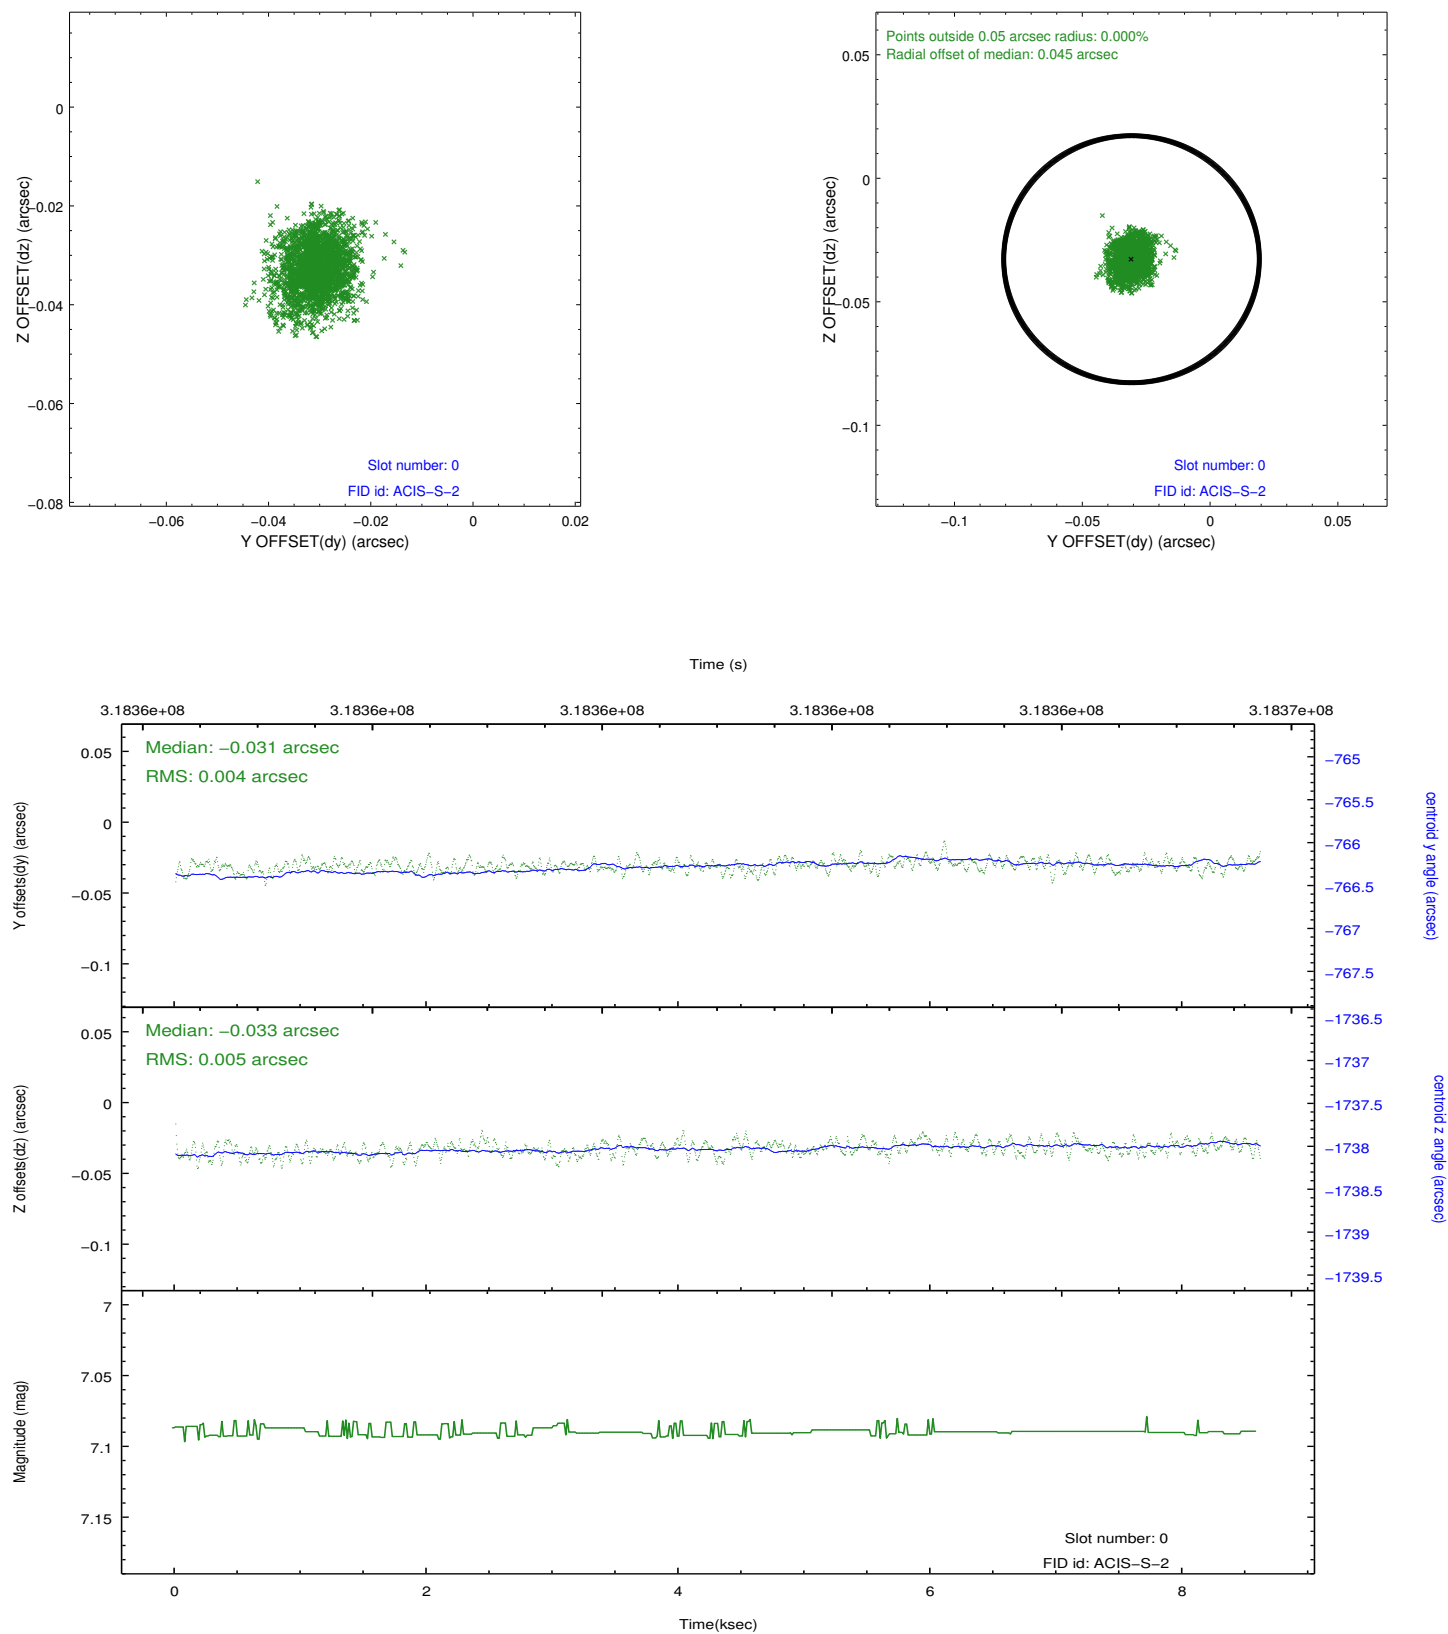 0
−0.02
−0.04
−0.06
−0.08
Z OFFSET(dz) (arcsec)
Slot number: 0
FID id: ACIS−S−2
−0.06
−0.04
−0.02
0
0.02
Y OFFSET(dy) (arcsec)
Points outside 0.05 arcsec radius: 0.000%
Radial offset of median: 0.045 arcsec
0.05
0
−0.05
−0.1
Z OFFSET(dz) (arcsec)
Slot number: 0
FID id: ACIS−S−2
−0.1
−0.05
0
0.05
Y OFFSET(dy) (arcsec)
Time (s)
3.1836e+08
3.1836e+08
3.1836e+08
3.1836e+08
3.1836e+08
3.1837e+08
Median: −0.031 arcsec
RMS: 0.004 arcsec
0.05
0
−0.05
−0.1
Y offsets(dy) (arcsec)
−765
−765.5
−766
−766.5
−767
−767.5
centroid y angle (arcsec)
Median: −0.033 arcsec
RMS: 0.005 arcsec
0.05
0
−0.05
−0.1
Z offsets(dz) (arcsec)
−1736.5
−1737
−1737.5
−1738
−1738.5
−1739
−1739.5
centroid z angle (arcsec)
7
7.05
7.1
7.15
Magnitude (mag)
Slot number: 0
FID id: ACIS−S−2
0
2
4
6
8
Time(ksec)